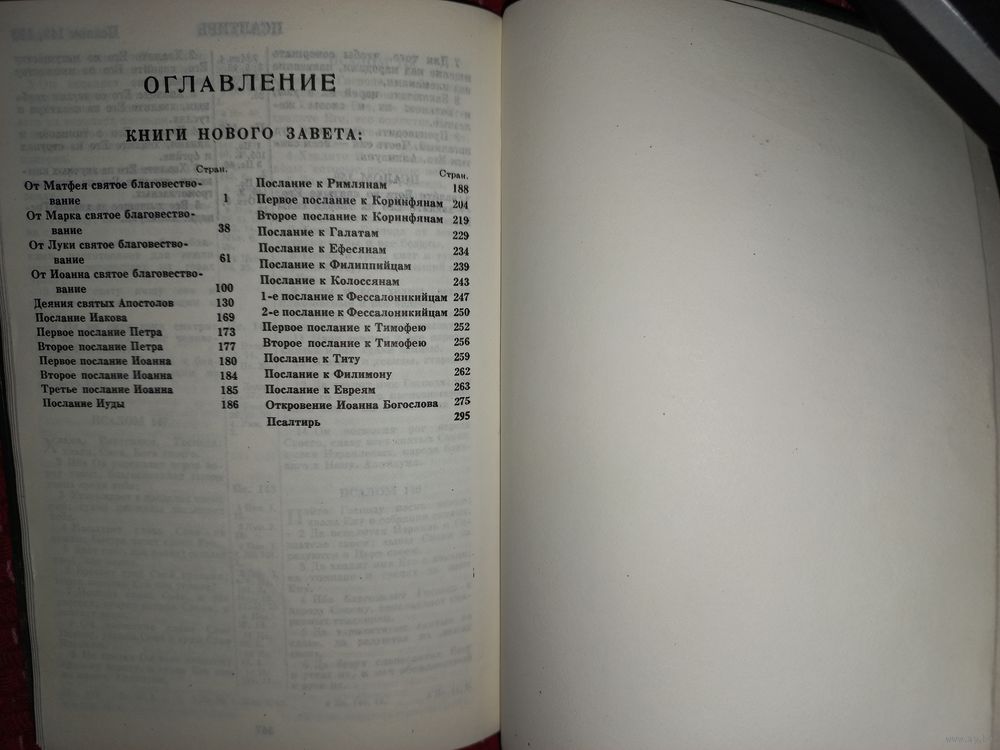 ОГЛАВЛЕНИЕ
КНИГИ НОВОГО ЗАВЕТА:
Стран.
От Матфея святое благовество-
вание 1
От Марка святое благовество-
вание 38
От Луки святое благовество-
вание 61
От Иоанна святое благовество-
вание 100
Деяния святых Апостолов 130
Послание Иакова 169
Первое послание Петра 173
Второе послание Петра 177
Первое послание Иоанна 180
Второе послание Иоанна 184
Третье послание Иоанна 185
Послание Иуды 186
Стран.
Послание к Римлянам 188
Первое послание к Коринфянам 204
Второе послание к Коринфянам 219
Послание к Галатам 229
Послание к Ефесянам 234
Послание к Филиппийцам 239
Послание к Колоссянам 243
1-е послание к Фессалоникийцам 247
2-е послание к Фессалоникийцам 250
Первое послание к Тимофею 252
Второе послание к Тимофею 256
Послание к Титу 259
Послание к Филимону 262
Послание к Евреям 263
Откровение Иоанна Богослова 275
Псалтирь 295